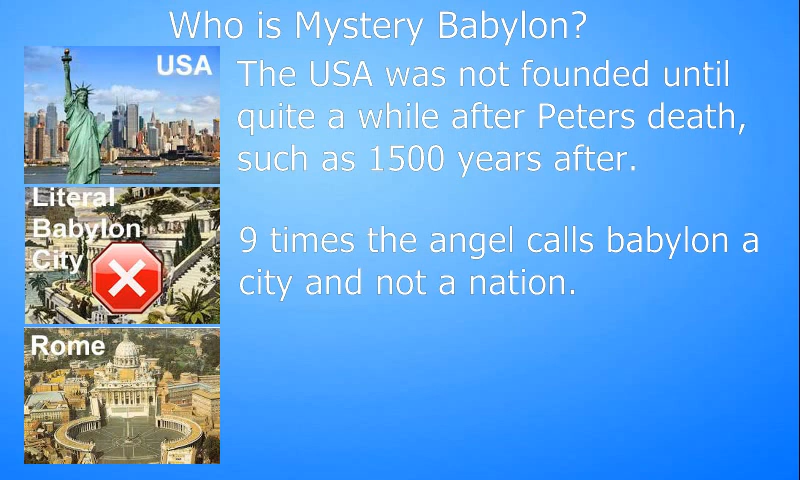 Who is Mystery Babylon?
USA
The USA was not founded until
quite a while after Peters death,
such as 1500 years after.
Literal
Babylon
City
9 times the angel calls babylon a
city and not a nation.
Rome